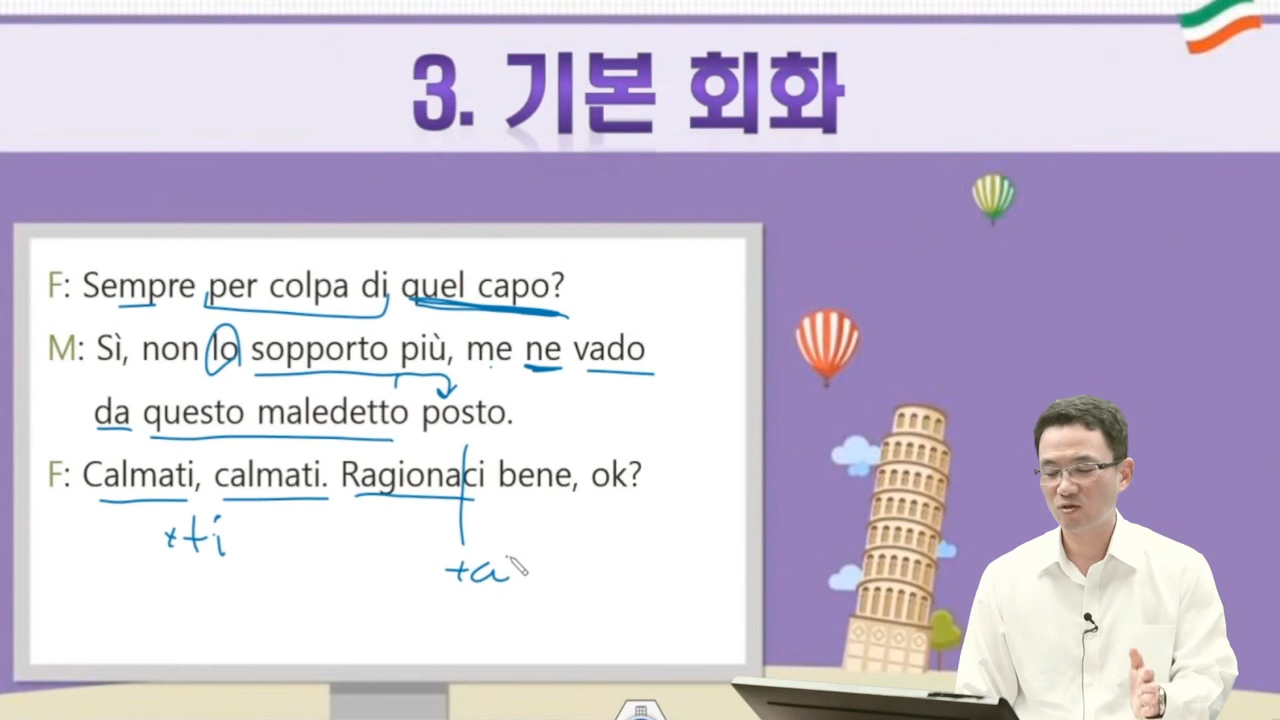 3. 기본 회화
F: Sempre per colpa di quel capo?
M: Sì, non lo sopporto più, me ne vado
da questo maledetto posto.
F: Calmati, calmati. Ragionaci bene, ok?
+ti
+a